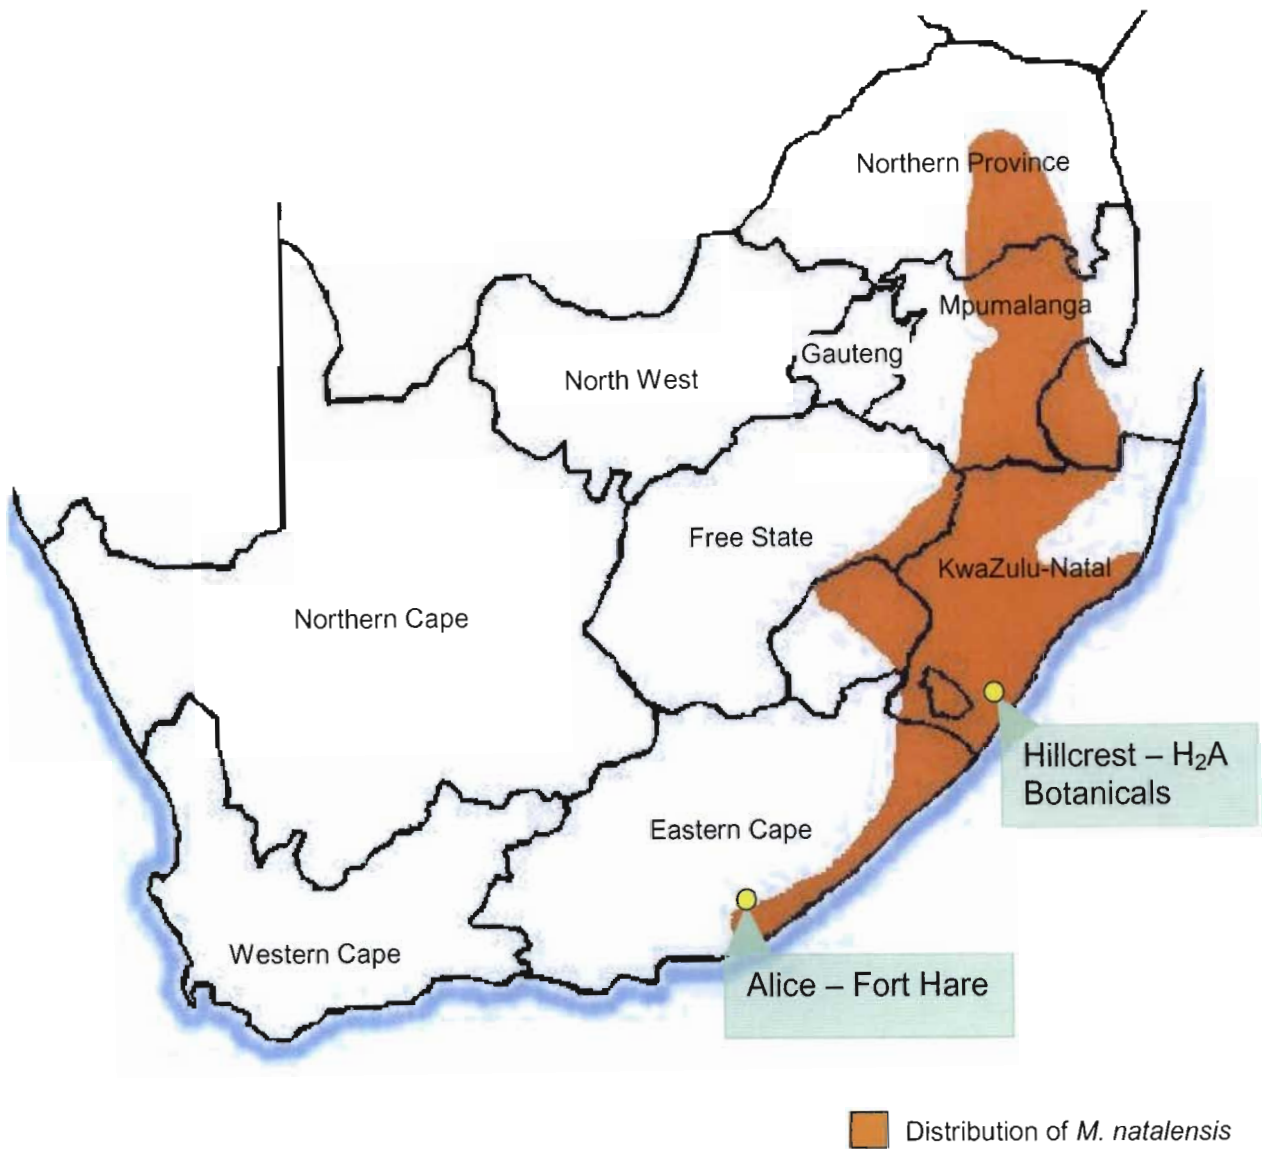 Northern Province
Mpumalanga
Gauteng
North West
Free State
KwaZulu-Natal
Northern Cape
Hillcrest – H₂A
Botanicals
Eastern Cape
Western Cape
Alice – Fort Hare
Distribution of M. natalensis